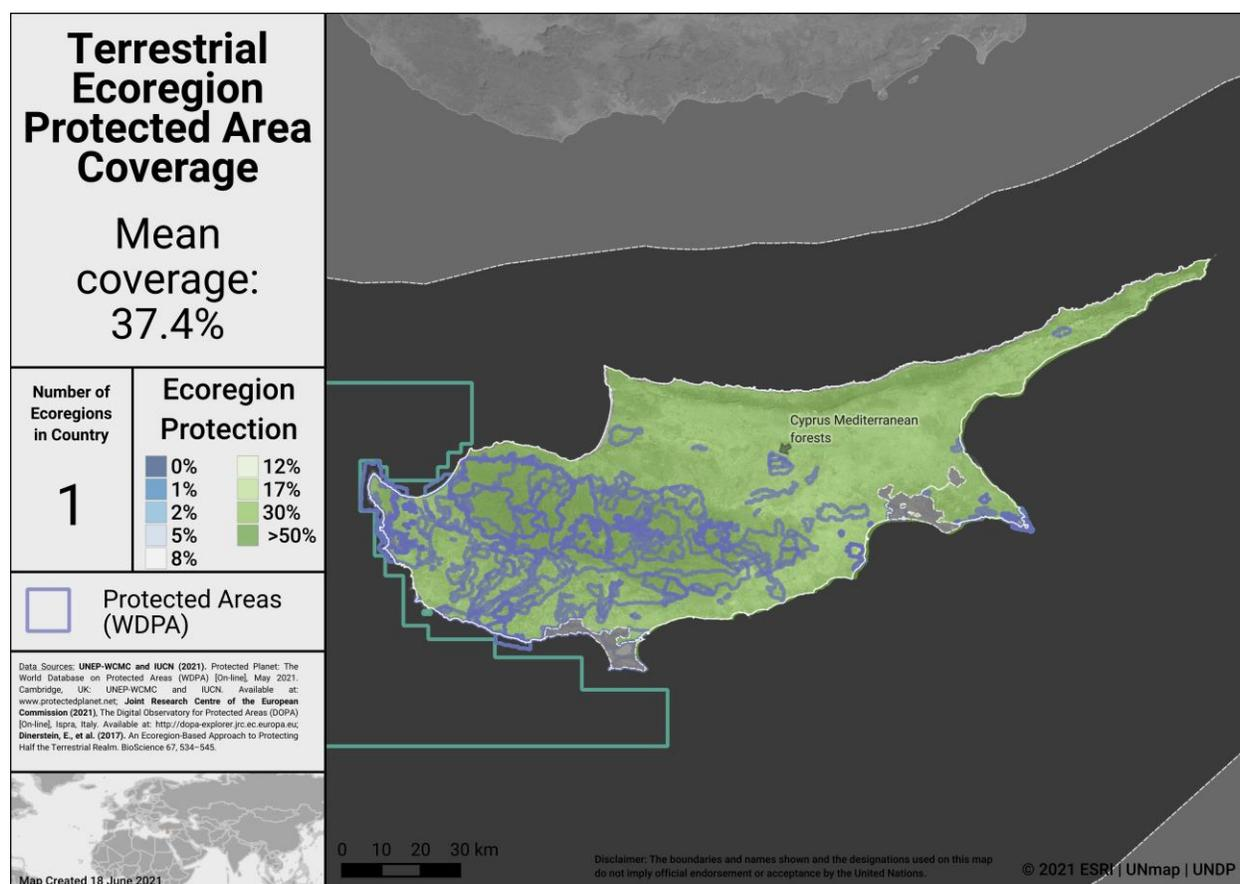 Terrestrial
Ecoregion
Protected Area
Coverage
Mean
coverage:
37.4%
Number of
Ecoregions
in Country
1
Ecoregion
Protection
0%
1%
2%
5%
8%
12%
17%
30%
>50%
Protected Areas
(WDPA)
Data Sources: UNEP-WCMC and IUCN (2021). Protected Planet: The
World Database on Protected Areas (WDPA) [On-line], May 2021.
Cambridge, UK: UNEP-WCMC and IUCN. Available at:
www.protectedplanet.net; Joint Research Centre of the European
Commission (2021), The Digital Observatory for Protected Areas (DOPA)
[On-line], Ispra, Italy. Available at: http://dopa-explorer.jrc.ec.europa.eu;
Dinerstein, E., et al. (2017). An Ecoregion-Based Approach to Protecting
Half the Terrestrial Realm. BioScience 67, 534–545.
Map Created 18 June 2021
Cyprus Mediterranean
forests
0 10 20 30 km
Disclaimer: The boundaries and names shown and the designations used on this map
do not imply official endorsement or acceptance by the United Nations.
© 2021 ESRI | UNmap | UNDP